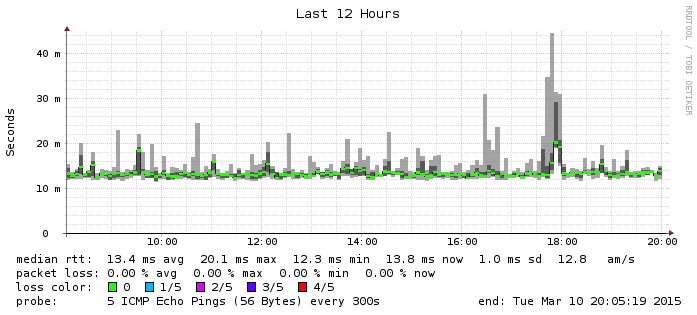 Last 12 Hours
RRDTOOL / TOBI OETIKER
Seconds
40 m
30 m
20 m
10 m
0
10:00 12:00 14:00 16:00 18:00 20:00
median rtt: 13.4 ms avg 20.1 ms max 12.3 ms min 13.8 ms now 1.0 ms sd 12.8 am/s
packet loss: 0.00 % avg 0.00 % max 0.00 % min 0.00 % now
loss color: 0 1/5 2/5 3/5 4/5
probe: 5 ICMP Echo Pings (56 Bytes) every 300s end: Tue Mar 10 20:05:19 2015